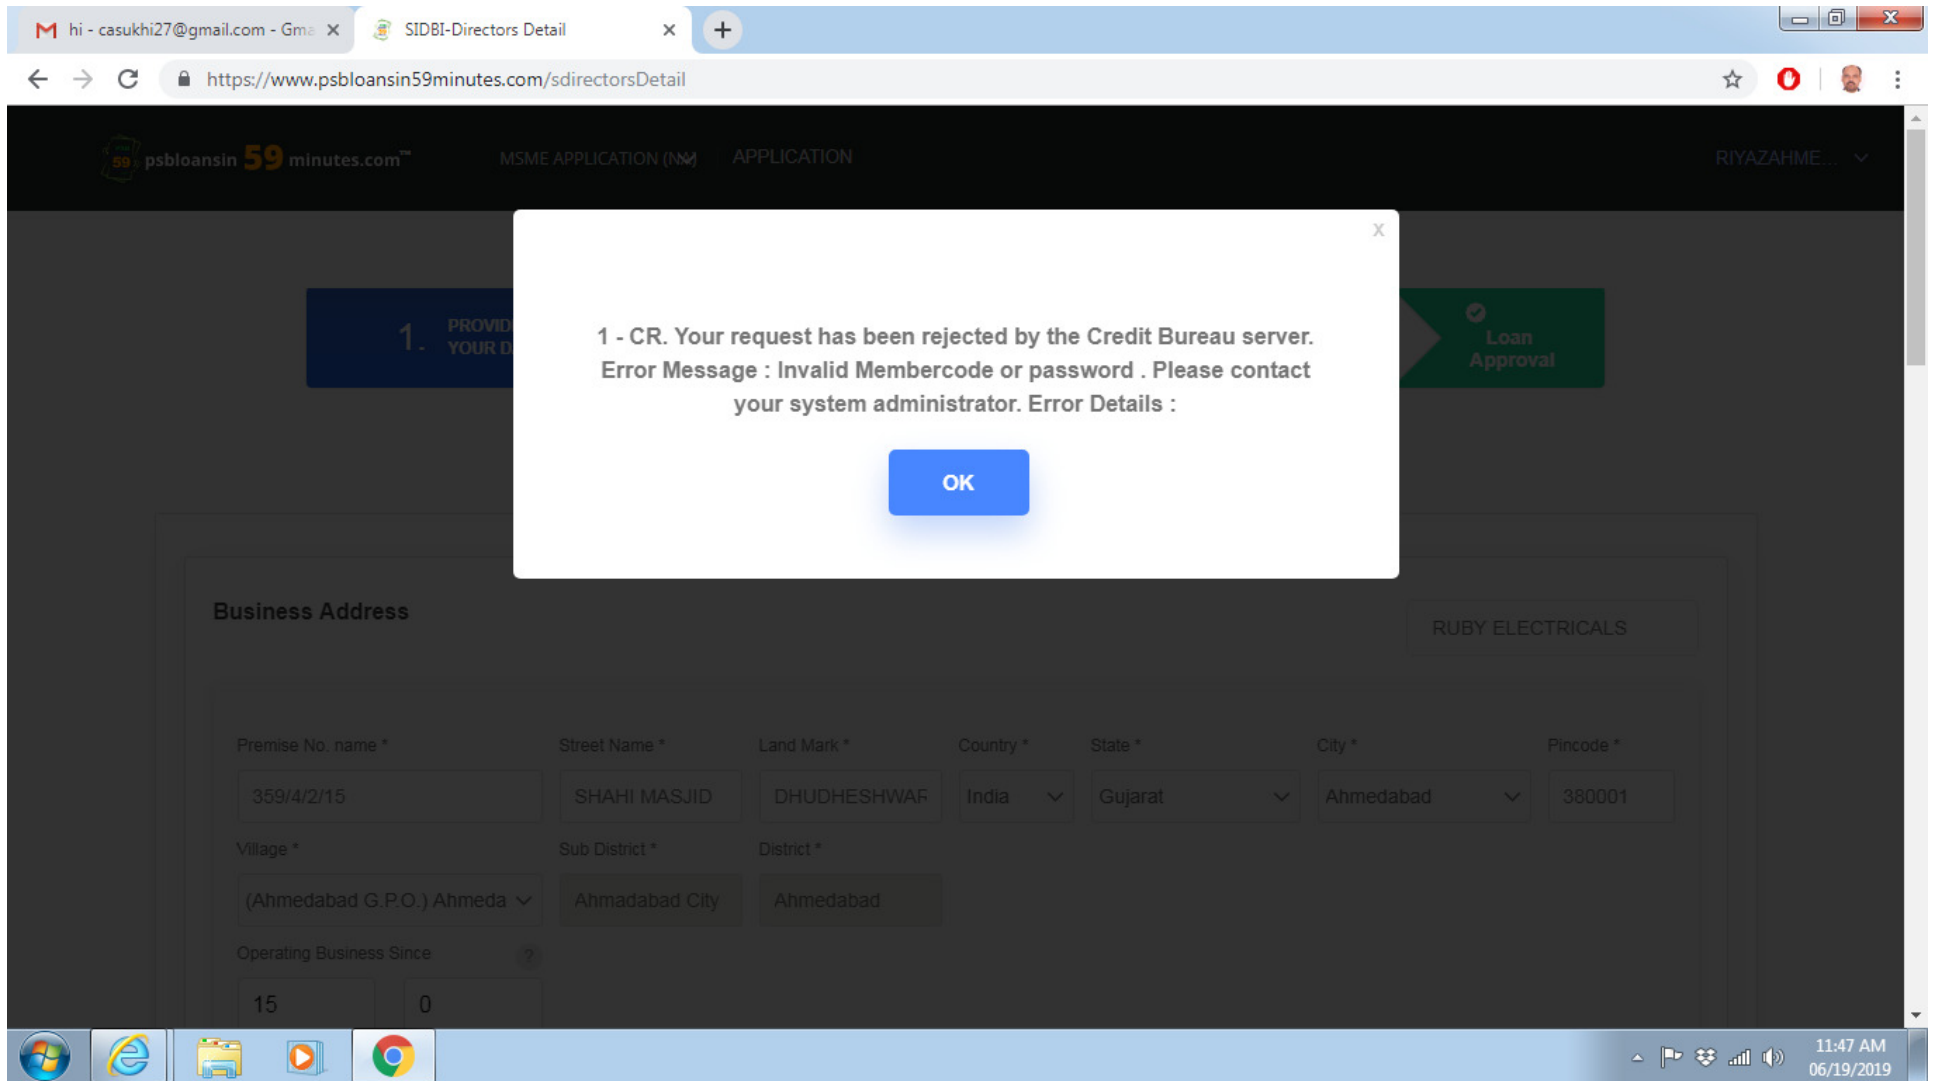 hi - casukhi27@gmail.com - Gma
SIDBI-Directors Detail
https://www.psbloansin59minutes.com/sdirectorsDetail
59 psbloansin 59 minutes.com™
MSME APPLICATION
APPLICATION
RIYAZAHME...
X
1. PROVID
YOUR D
1 - CR. Your request has been rejected by the Credit Bureau server.
Error Message : Invalid Membercode or password . Please contact
your system administrator. Error Details :
OK
Loan
Approval
Business Address
RUBY ELECTRICALS
Premise No. name * Street Name * Land Mark * Country * State * City * Pincode *
359/4/2/15 SHAHI MASJID DHUDHESHWAR India Gujarat Ahmedabad 380001
Village * Sub District * District *
(Ahmedabad G.P.O.) Ahmeda Ahmadabad City Ahmedabad
Operating Business Since ?
15 0
11:47 AM
06/19/2019